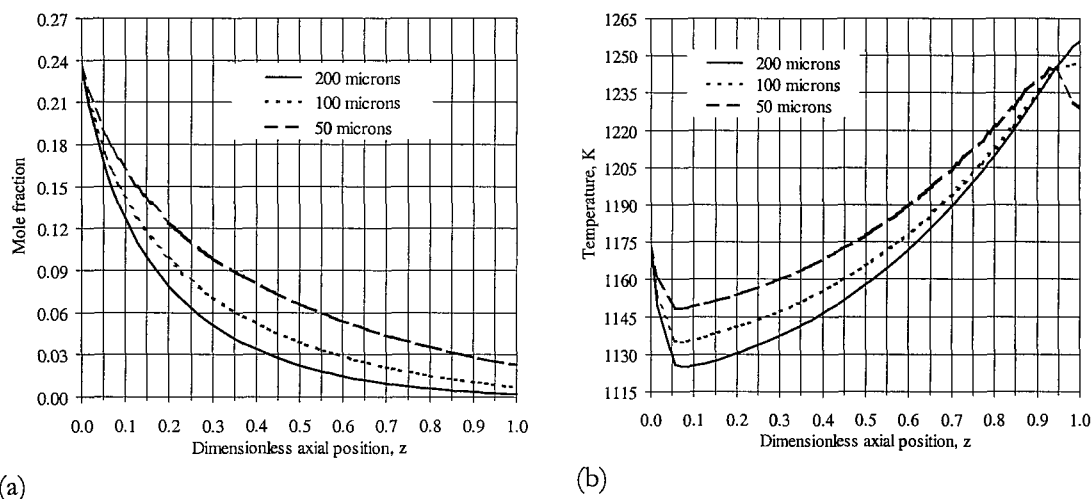 0.27
0.24
0.21
0.18
0.15
0.12
0.09
0.06
0.03
0.00
Mole fraction
200 microns
100 microns
50 microns
0.0 0.1 0.2 0.3 0.4 0.5 0.6 0.7 0.8 0.9 1.0
Dimensionless axial position, z
(a)
1265
1250
1235
1220
1205
1190
1175
1160
1145
1130
1115
Temperature, K
200 microns
100 microns
50 microns
0.0 0.1 0.2 0.3 0.4 0.5 0.6 0.7 0.8 0.9 1.0
Dimensionless axial position, z
(b)